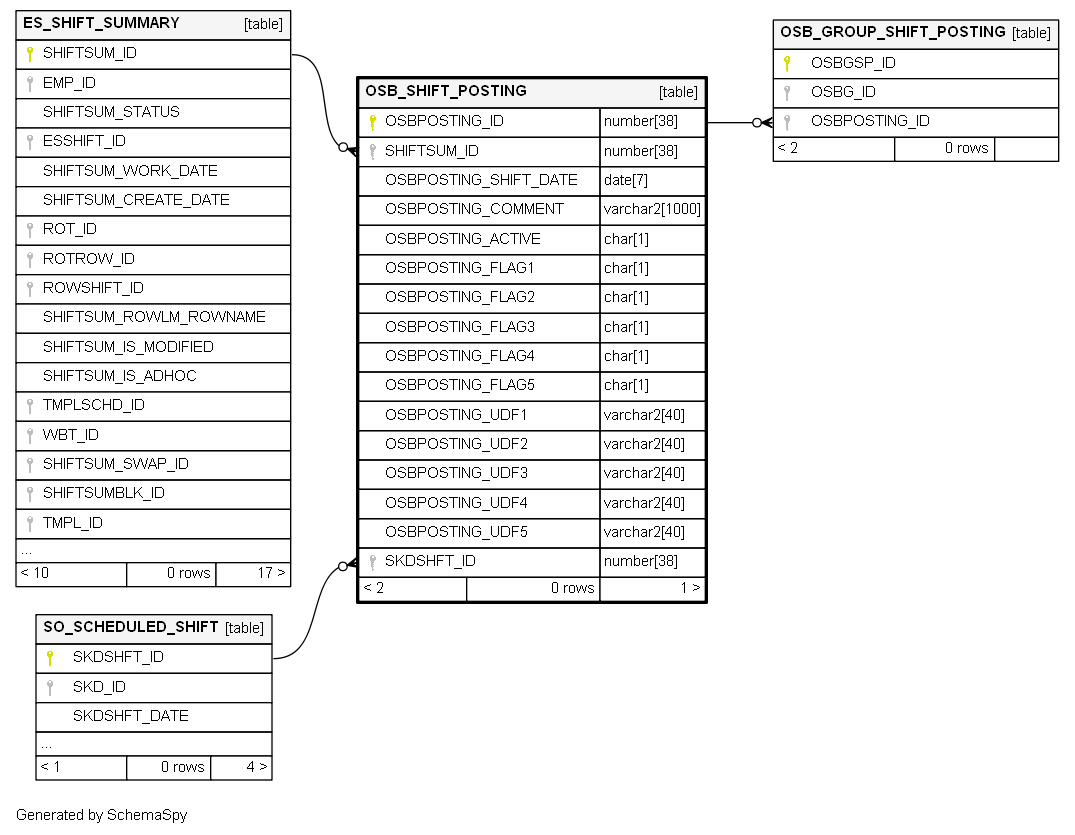 ES_SHIFT_SUMMARY [table]
SHIFTSUM_ID
EMP_ID
SHIFTSUM_STATUS
ESSHIFT_ID
SHIFTSUM_WORK_DATE
SHIFTSUM_CREATE_DATE
ROT_ID
ROTROW_ID
ROWSHIFT_ID
SHIFTSUM_ROWLM_ROWNAME
SHIFTSUM_IS_MODIFIED
SHIFTSUM_IS_ADHOC
TMPLSCHD_ID
WBT_ID
SHIFTSUM_SWAP_ID
SHIFTSUMBLK_ID
TMPL_ID
...
< 10 0 rows 17 >
SO_SCHEDULED_SHIFT [table]
SKDSHFT_ID
SKD_ID
SKDSHFT_DATE
...
< 1 0 rows 4 >
OSB_SHIFT_POSTING [table]
OSBPOSTING_ID number[38]
SHIFTSUM_ID number[38]
OSBPOSTING_SHIFT_DATE date[7]
OSBPOSTING_COMMENT varchar2[1000]
OSBPOSTING_ACTIVE char[1]
OSBPOSTING_FLAG1 char[1]
OSBPOSTING_FLAG2 char[1]
OSBPOSTING_FLAG3 char[1]
OSBPOSTING_FLAG4 char[1]
OSBPOSTING_FLAG5 char[1]
OSBPOSTING_UDF1 varchar2[40]
OSBPOSTING_UDF2 varchar2[40]
OSBPOSTING_UDF3 varchar2[40]
OSBPOSTING_UDF4 varchar2[40]
OSBPOSTING_UDF5 varchar2[40]
SKDSHFT_ID number[38]
< 2 0 rows 1 >
OSB_GROUP_SHIFT_POSTING [table]
OSBGSP_ID
OSBG_ID
OSBPOSTING_ID
< 2 0 rows
Generated by SchemaSpy